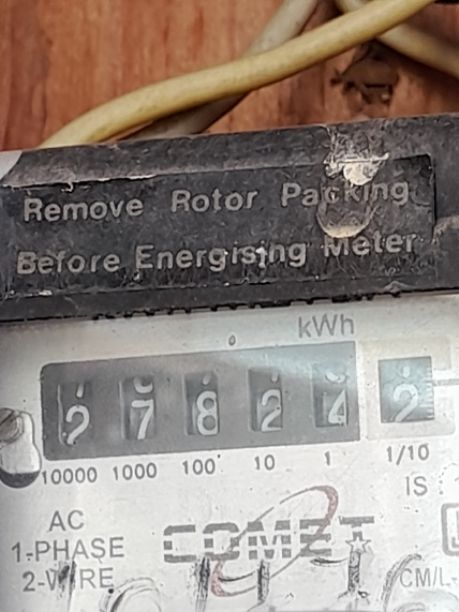 Remove Rotor Packing
Before Energising Meter
kWh
2 7 8 2 4 2
10000 1000 100 10 1 1/10
IS
AC
1-PHASE
2-WIRE
COMET
CM/L-